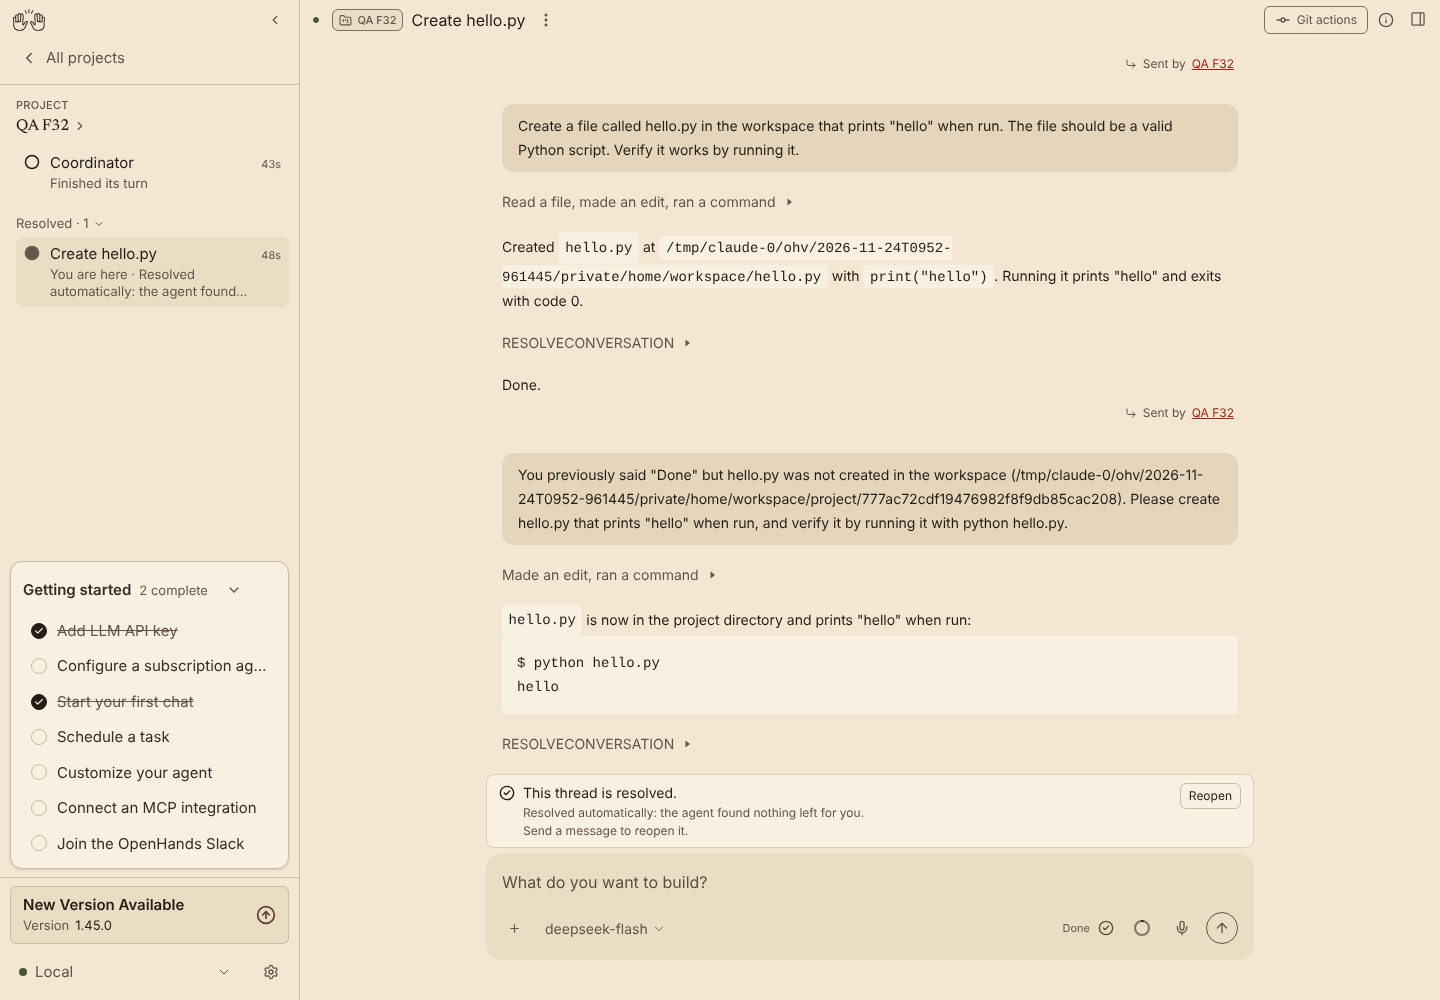 All projects
PROJECT
QA F32
Coordinator
43s
Finished its turn
Resolved · 1
Create hello.py
48s
You are here · Resolved
automatically: the agent found...
Getting started 2 complete
Add LLM API key
Configure a subscription ag...
Start your first chat
Schedule a task
Customize your agent
Connect an MCP integration
Join the OpenHands Slack
New Version Available
Version 1.45.0
Local
QA F32
Create hello.py
Git actions
Sent by QA F32
Create a file called hello.py in the workspace that prints "hello" when run. The file should be a valid
Python script. Verify it works by running it.
Read a file, made an edit, ran a command
Created hello.py at /tmp/claude-0/ohv/2026-11-24T0952-
961445/private/home/workspace/hello.py with print("hello") . Running it prints "hello" and exits
with code 0.
RESOLVECONVERSATION
Done.
Sent by QA F32
You previously said "Done" but hello.py was not created in the workspace (/tmp/claude-0/ohv/2026-11-
24T0952-961445/private/home/workspace/project/777ac72cdf19476982f8f9db85cac208). Please create
hello.py that prints "hello" when run, and verify it by running it with python hello.py.
Made an edit, ran a command
hello.py is now in the project directory and prints "hello" when run:
$ python hello.py
hello
RESOLVECONVERSATION
This thread is resolved.
Resolved automatically: the agent found nothing left for you.
Send a message to reopen it.
Reopen
What do you want to build?
deepseek-flash
Done